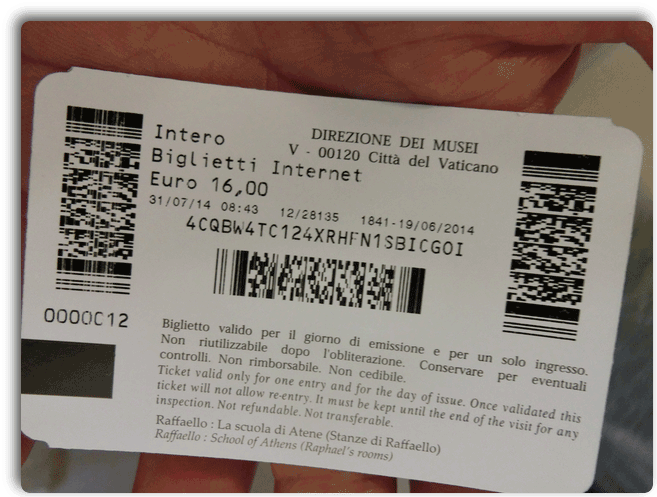 Intero
Biglietti Internet
Euro 16,00
DIREZIONE DEI MUSEI
V - 00120 Città del Vaticano
31/07/14 08:43 12/28135 1841-19/06/2014
4CQBW4TC124XRHFN1SBICGOI
0000C12
Biglietto valido per il giorno di emissione e per un solo ingresso.
Non riutilizzabile dopo l'obliterazione. Conservare per eventuali
controlli. Non rimborsabile. Non cedibile.
Ticket valid only for one entry and for the day of issue. Once validated this
ticket will not allow re-entry. It must be kept until the end of the visit for any
inspection. Not refundable. Not transferable.
Raffaello : La scuola di Atene (Stanze di Raffaello)
Raffaello : School of Athens (Raphael's rooms)